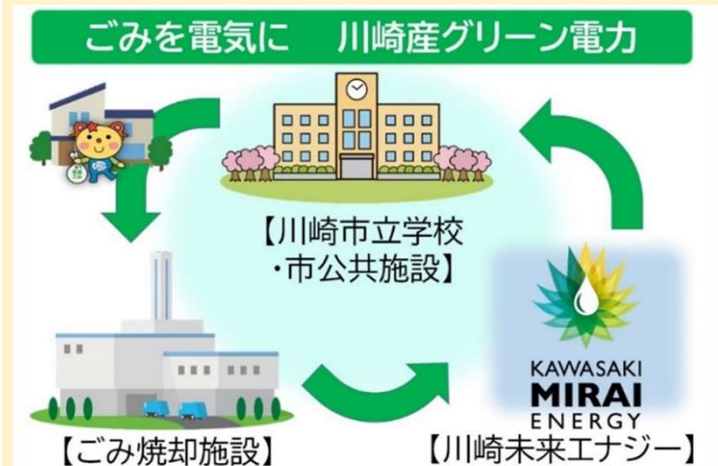 ごみを電気に　川崎産グリーン電力
【川崎市立学校
・市公共施設】
KAWASAKI
MIRAI
ENERGY
【ごみ焼却施設】
【川崎未来エナジー】